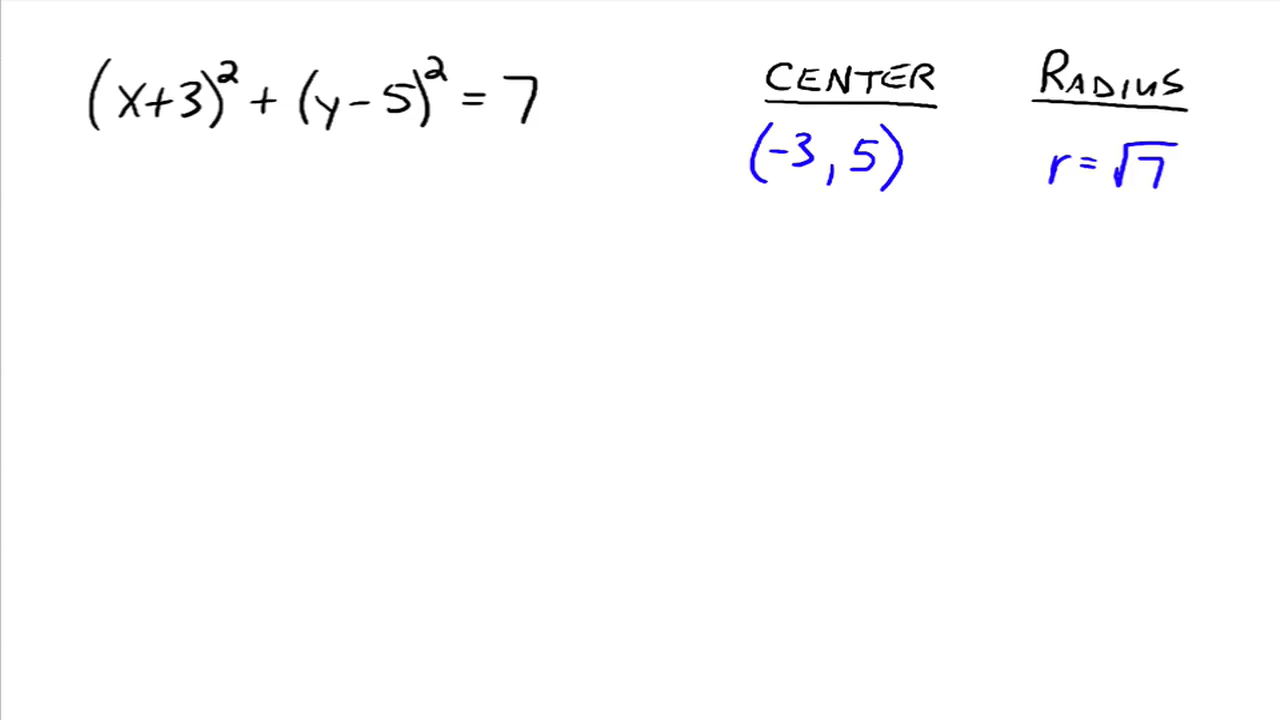 (x+3)² + (y-5)² = 7
CENTER
RADIUS
(-3, 5)
r = √7